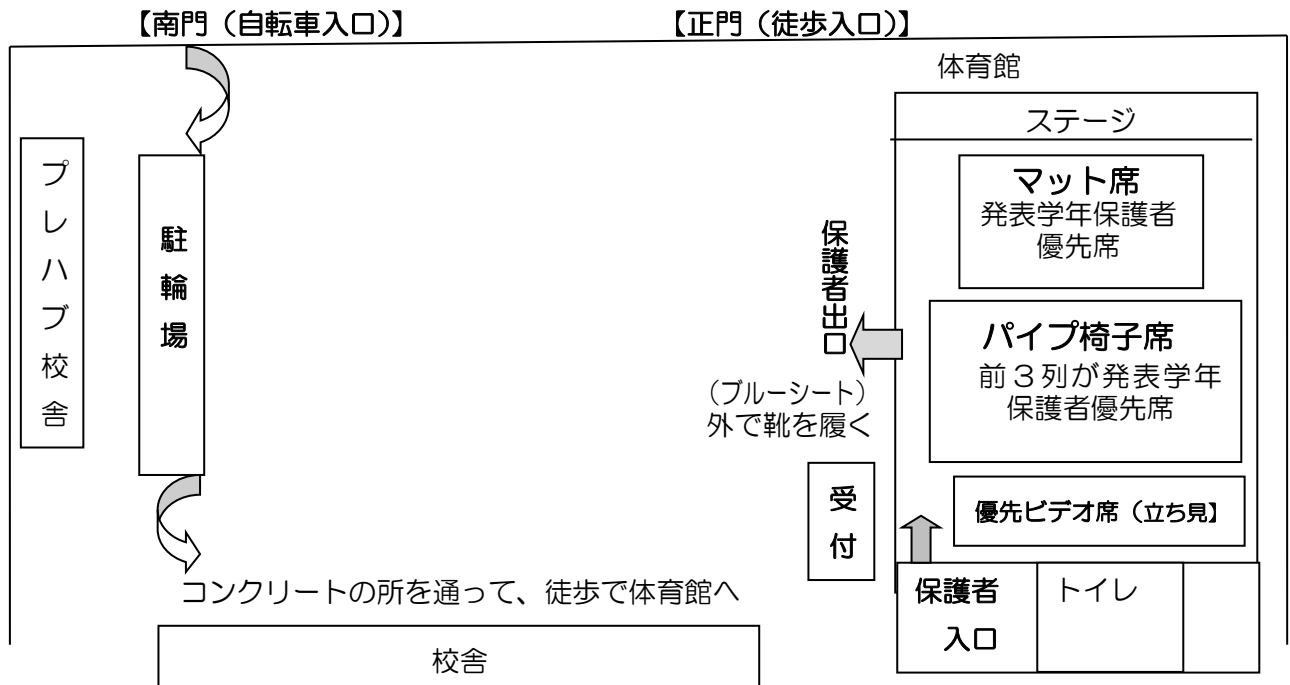 【南門（自転車入口）】
【正門（徒歩入口）】
体育館
ステージ
マット席
発表学年保護者
優先席
プレハブ校舎
駐輪場
保護者出口
パイプ椅子席
前３列が発表学年
保護者優先席
（ブルーシート）
外で靴を履く
受付
優先ビデオ席（立ち見】
コンクリートの所を通って、徒歩で体育館へ
保護者
入口
トイレ
校舎